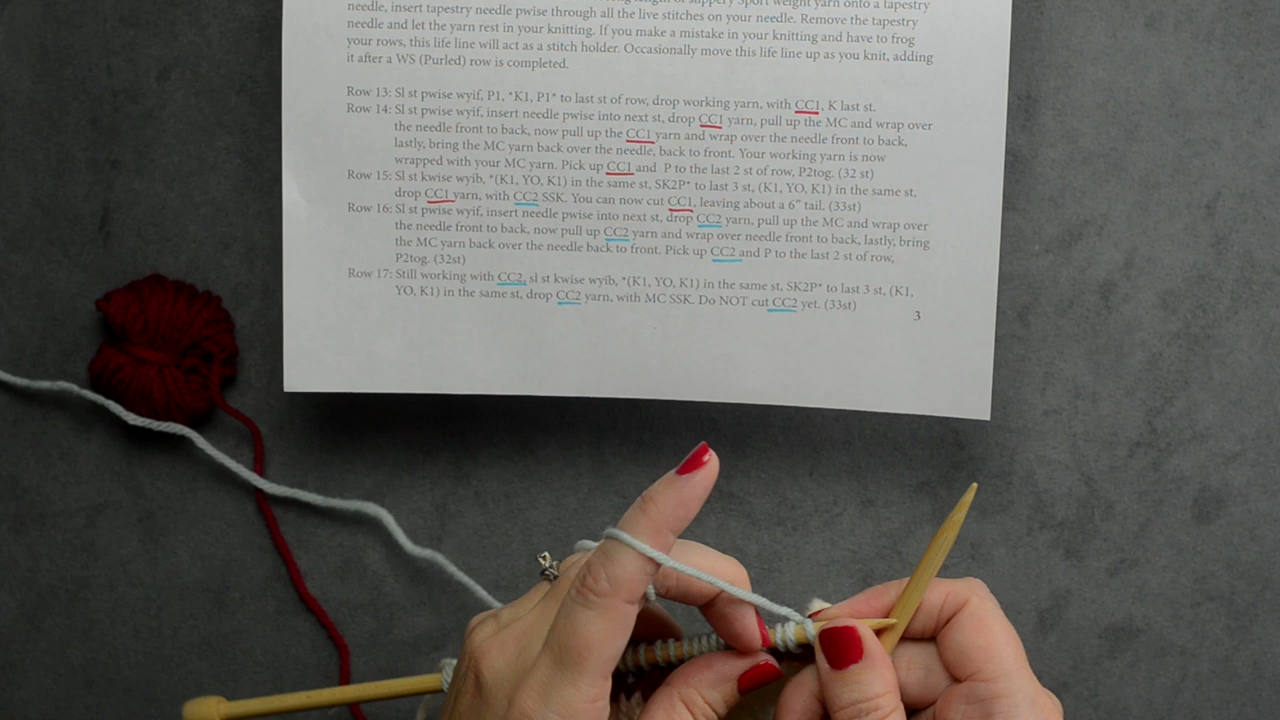 length of slippery Sport weight yarn onto a tapestry
needle, insert tapestry needle pwise through all the live stitches on your needle. Remove the tapestry
needle and let the yarn rest in your knitting. If you make a mistake in your knitting and have to frog
your rows, this life line will act as a stitch holder. Occasionally move this life line up as you knit, adding
it after a WS (Purled) row is completed.
Row 13: Sl st pwise wyif, P1, *K1, P1* to last st of row, drop working yarn, with CC1, K last st.
Row 14: Sl st pwise wyif, insert needle pwise into next st, drop CC1 yarn, pull up the MC and wrap over
the needle front to back, now pull up the CC1 yarn and wrap over the needle front to back,
lastly, bring the MC yarn back over the needle, back to front. Your working yarn is now
wrapped with your MC yarn. Pick up CC1 and P to the last 2 st of row, P2tog. (32 st)
Row 15: Sl st kwise wyib, *(K1, YO, K1) in the same st, SK2P* to last 3 st, (K1, YO, K1) in the same st,
drop CC1 yarn, with CC2 SSK. You can now cut CC1, leaving about a 6" tail. (33st)
Row 16: Sl st pwise wyif, insert needle pwise into next st, drop CC2 yarn, pull up the MC and wrap over
the needle front to back, now pull up CC2 yarn and wrap over needle front to back, lastly, bring
the MC yarn back over the needle back to front. Pick up CC2 and P to the last 2 st of row,
P2tog. (32st)
Row 17: Still working with CC2, sl st kwise wyib, *(K1, YO, K1) in the same st, SK2P* to last 3 st, (K1,
YO, K1) in the same st, drop CC2 yarn, with MC SSK. Do NOT cut CC2 yet. (33st)
3